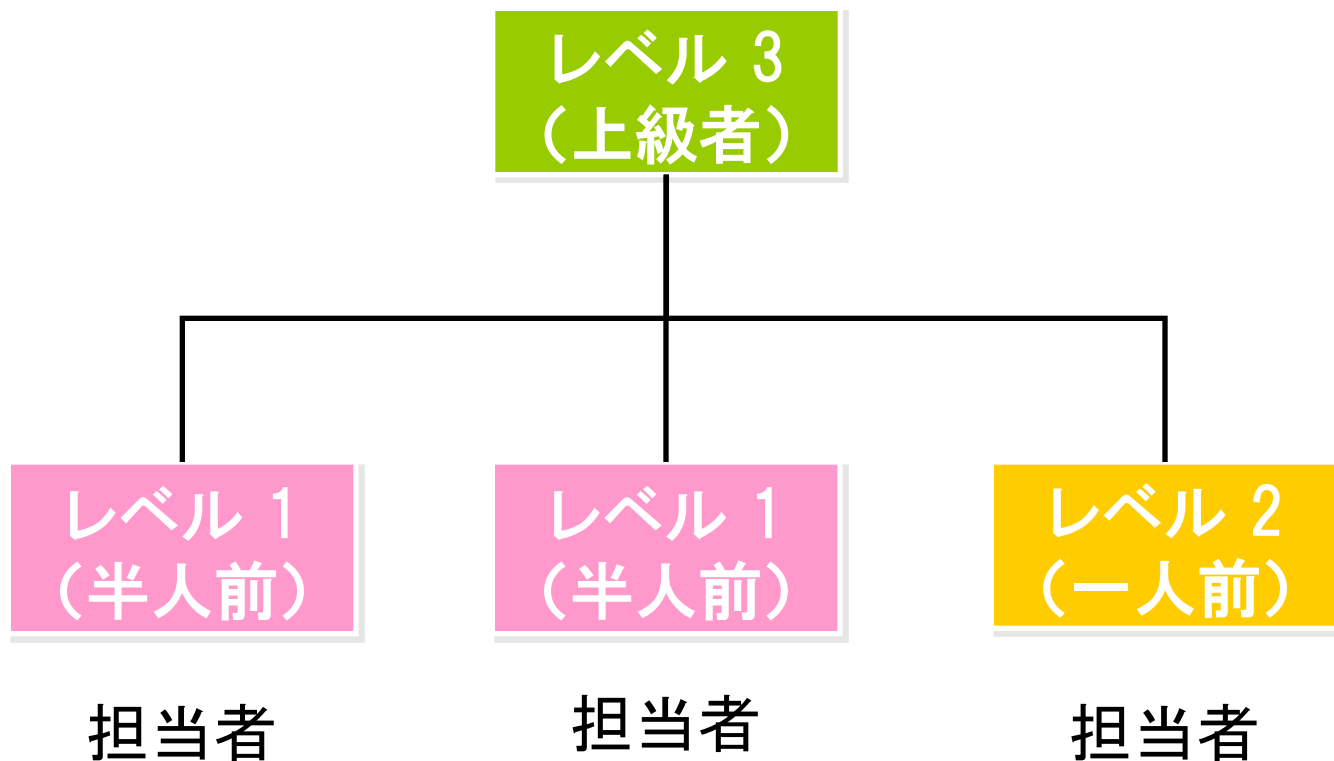 レベル 3
（上級者）
レベル 1
（半人前）
レベル 1
（半人前）
レベル 2
（一人前）
担当者
担当者
担当者